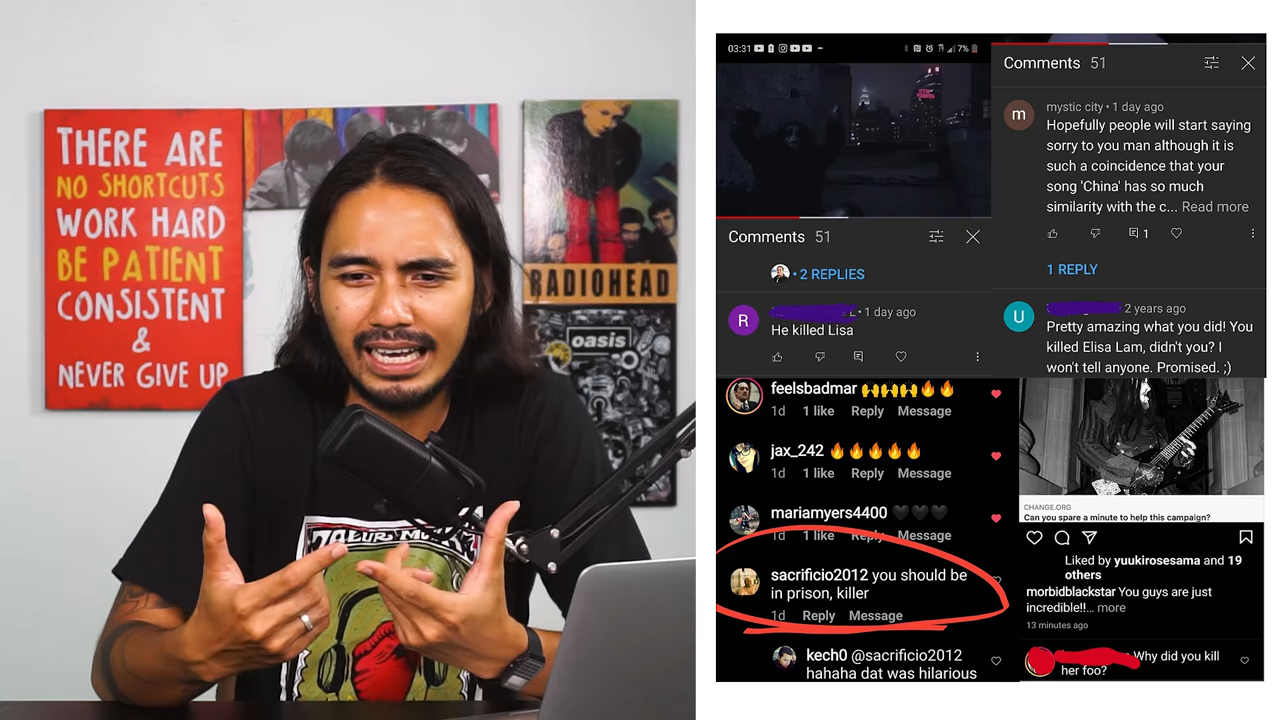 THERE ARE
NO SHORTCUTS
WORK HARD
BE PATIENT
CONSISTENT
&
NEVER GIVE UP
RADIOHEAD
oasis
03:31
7%
Comments 51
2 REPLIES
R
1 day ago
He killed Lisa
Comments 51
m
mystic city • 1 day ago
Hopefully people will start saying
sorry to you man although it is
such a coincidence that your
song 'China' has so much
similarity with the c... Read more
1
1 REPLY
U
2 years ago
Pretty amazing what you did! You
killed Elisa Lam, didn't you? I
won't tell anyone. Promised. ;)
feelsbadmar 🙌🙌🙌🔥🔥
1d 1 like Reply Message
jax_242 🔥🔥🔥🔥🔥
1d 1 like Reply Message
mariamyers4400 🖤🖤🖤
1d 1 like Reply Message
sacrificio2012 you should be
in prison, killer
1d Reply Message
kech0 @sacrificio2012
hahaha dat was hilarious
CHANGE.ORG
Can you spare a minute to help this campaign?
Liked by yuukirosesama and 19
others
morbidblackstar You guys are just
incredible!!... more
13 minutes ago
Why did you kill
her foo?